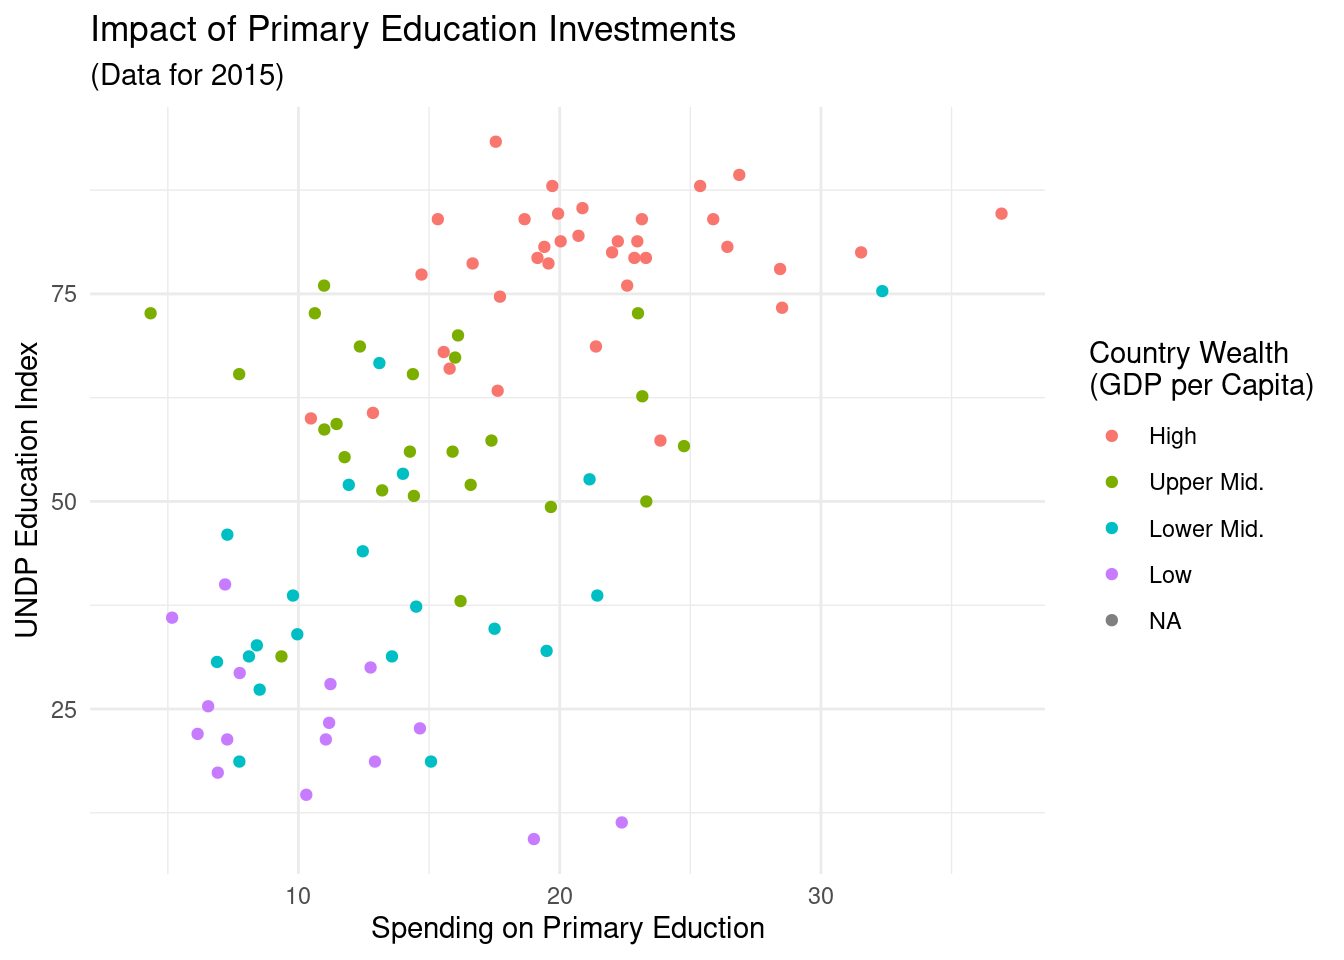 Impact of Primary Education Investments
(Data for 2015)
UNDP Education Index
75
50
25
10
20
30
Spending on Primary Eduction
Country Wealth
(GDP per Capita)
High
Upper Mid.
Lower Mid.
Low
NA